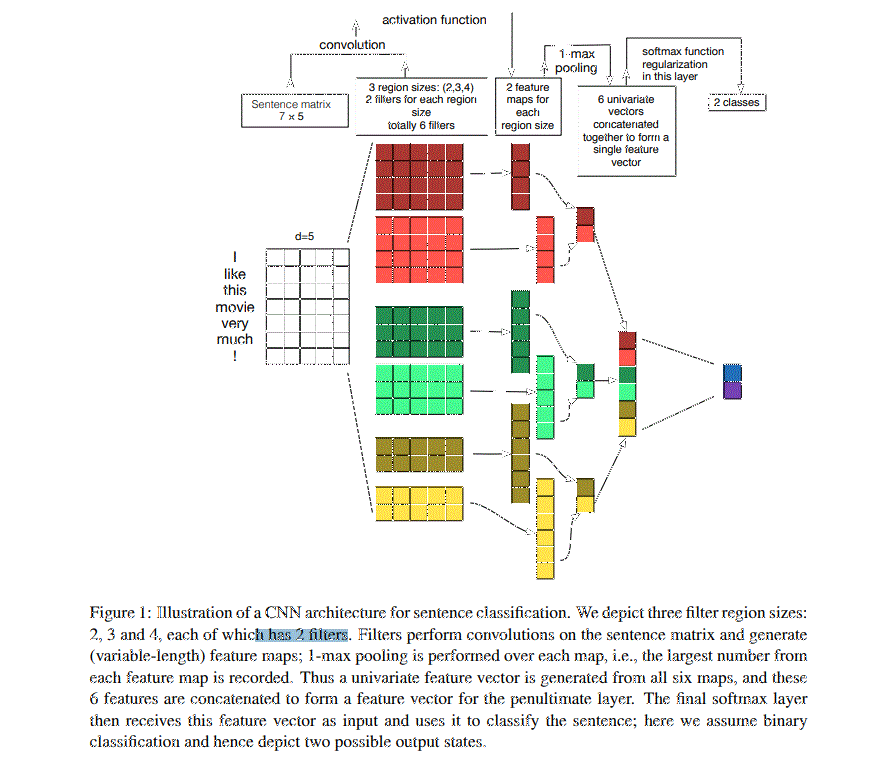 activation function
convolution
1-max
pooling
softmax function
regularization
in this layer
Sentence matrix
7 × 5
3 region sizes: (2,3,4)
2 filters for each region
size
totally 6 filters
2 feature
maps for
each
region size
6 univariate
vectors
concatenated
together to form a
single feature
vector
2 classes
d=5
I
like
this
movie
very
much
!
Figure 1: Illustration of a CNN architecture for sentence classification. We depict three filter region sizes:
2, 3 and 4, each of which has 2 filters. Filters perform convolutions on the sentence matrix and generate
(variable-length) feature maps; 1-max pooling is performed over each map, i.e., the largest number from
each feature map is recorded. Thus a univariate feature vector is generated from all six maps, and these
6 features are concatenated to form a feature vector for the penultimate layer. The final softmax layer
then receives this feature vector as input and uses it to classify the sentence; here we assume binary
classification and hence depict two possible output states.